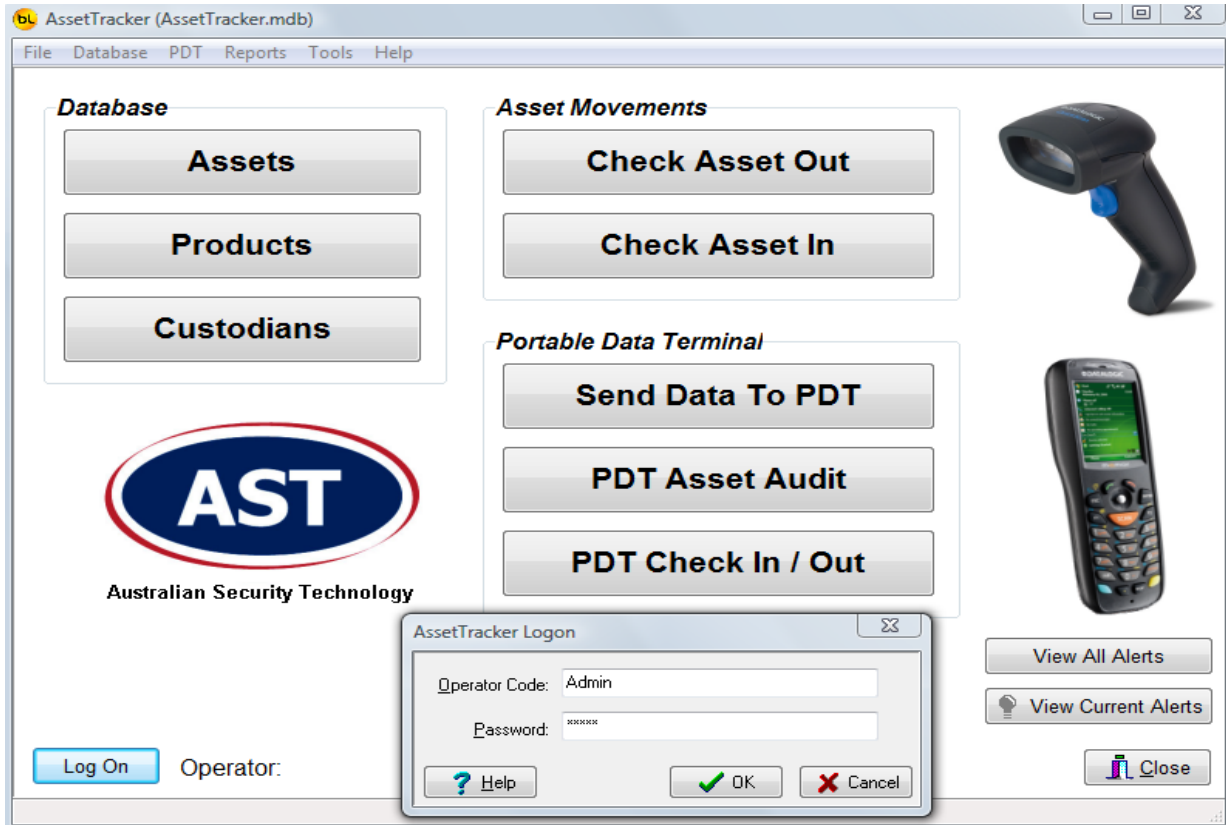 bL AssetTracker (AssetTracker.mdb)
File Database PDT Reports Tools Help
Database
Assets
Products
Custodians
Asset Movements
Check Asset Out
Check Asset In
Portable Data Terminal
Send Data To PDT
PDT Asset Audit
PDT Check In / Out
AST
Australian Security Technology
AssetTracker Logon
Operator Code: Admin
Password: *****
? Help
OK
Cancel
View All Alerts
View Current Alerts
Log On
Operator:
Close